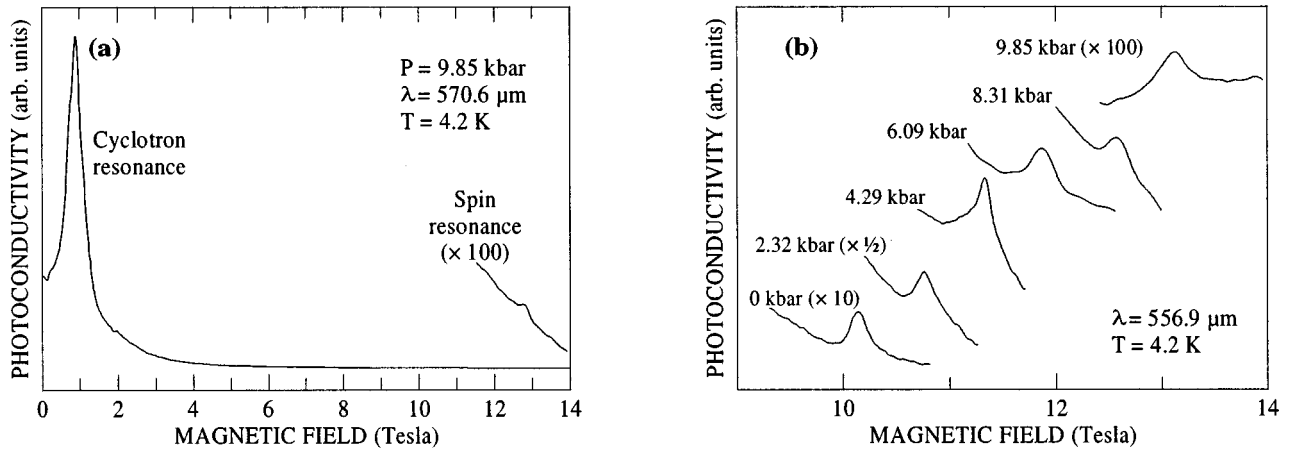 PHOTOCONDUCTIVITY (arb. units)
(a)
P = 9.85 kbar
λ = 570.6 μm
T = 4.2 K
Cyclotron
resonance
Spin
resonance
(× 100)
0 2 4 6 8 10 12 14
MAGNETIC FIELD (Tesla)
PHOTOCONDUCTIVITY (arb. units)
(b)
9.85 kbar (× 100)
8.31 kbar
6.09 kbar
4.29 kbar
2.32 kbar (× ½)
0 kbar (× 10)
λ = 556.9 μm
T = 4.2 K
10 11 12 13 14
MAGNETIC FIELD (Tesla)